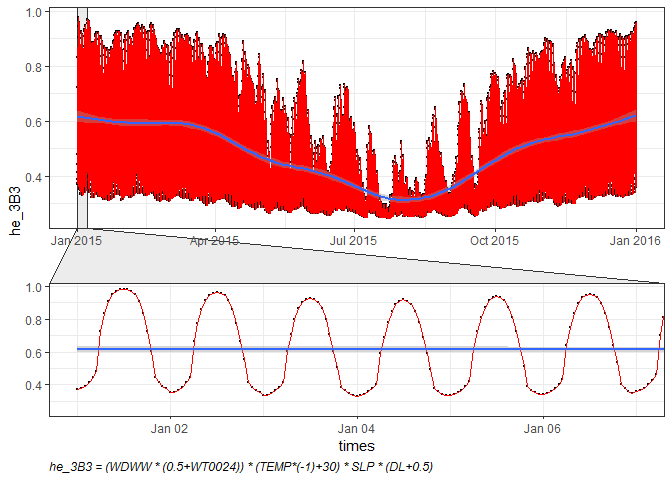 1.0
0.8
0.6
0.4
he_3B3
Jan 2015 Apr 2015 Jul 2015 Oct 2015 Jan 2016
1.0
0.8
0.6
0.4
Jan 02 Jan 04 Jan 06
times
he_3B3 = (WDWW * (0.5+WT0024)) * (TEMP*(-1)+30) * SLP * (DL+0.5)